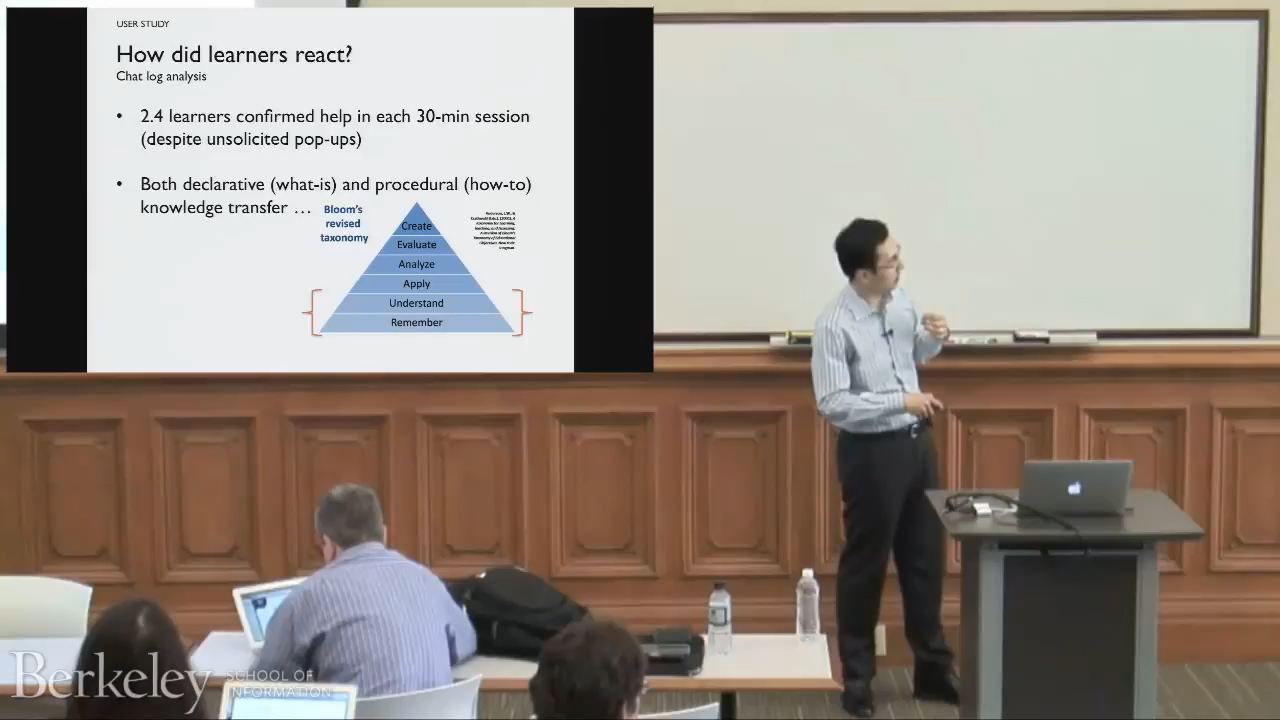 USER STUDY
How did learners react?
Chat log analysis
• 2.4 learners confirmed help in each 30-min session
(despite unsolicited pop-ups)
• Both declarative (what-is) and procedural (how-to)
knowledge transfer …
Bloom's
revised
taxonomy
Create
Evaluate
Analyze
Apply
Understand
Remember
Berkeley
SCHOOL OF
INFORMATION